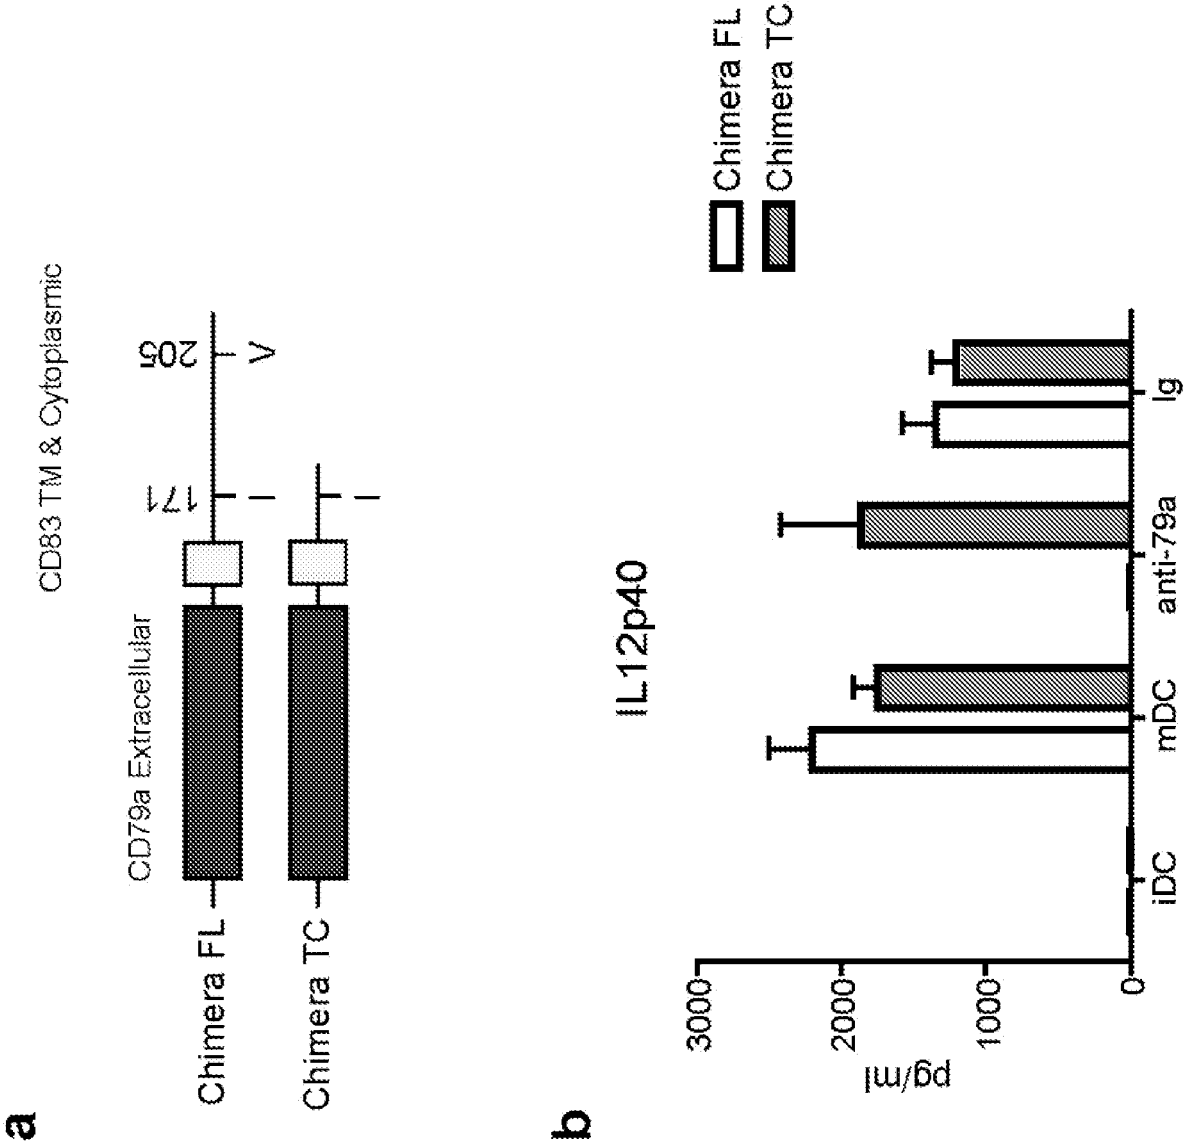 a
CD79a Extracellular
CD83 TM & Cytoplasmic
171
205
Chimera FL
I
V
Chimera TC
I
b
IL12p40
Chimera FL
Chimera TC
pg/ml
3000
2000
1000
0
iDC
mDC
anti-79a
Ig